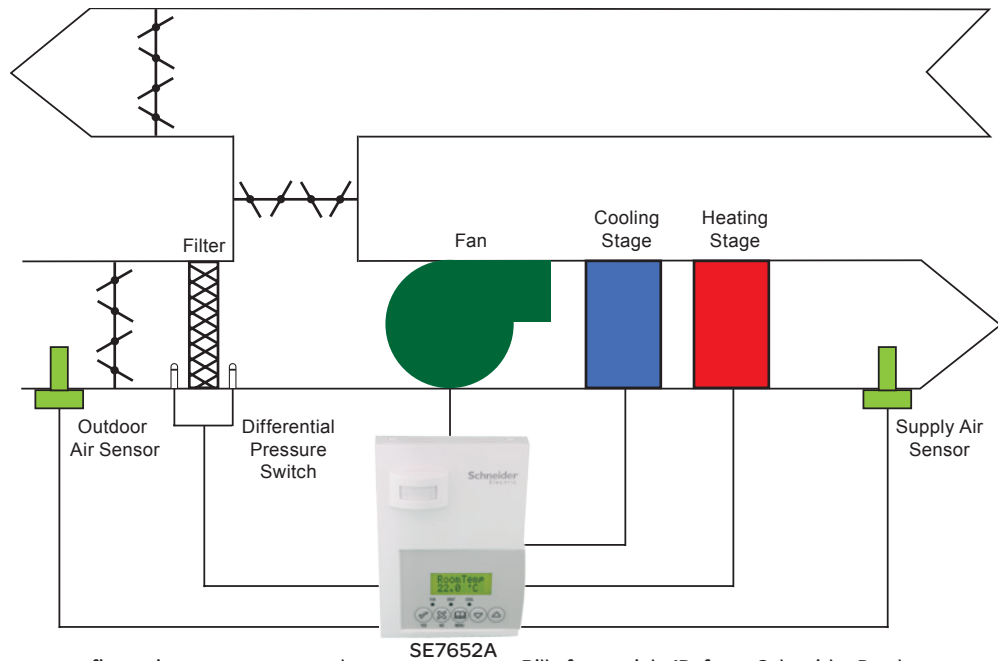 Filter
Fan
Cooling
Stage
Heating
Stage
Outdoor
Air Sensor
Differential
Pressure
Switch
Supply Air
Sensor
Schneider
Electric
RoomTemp
22.0 °C
SE7652A